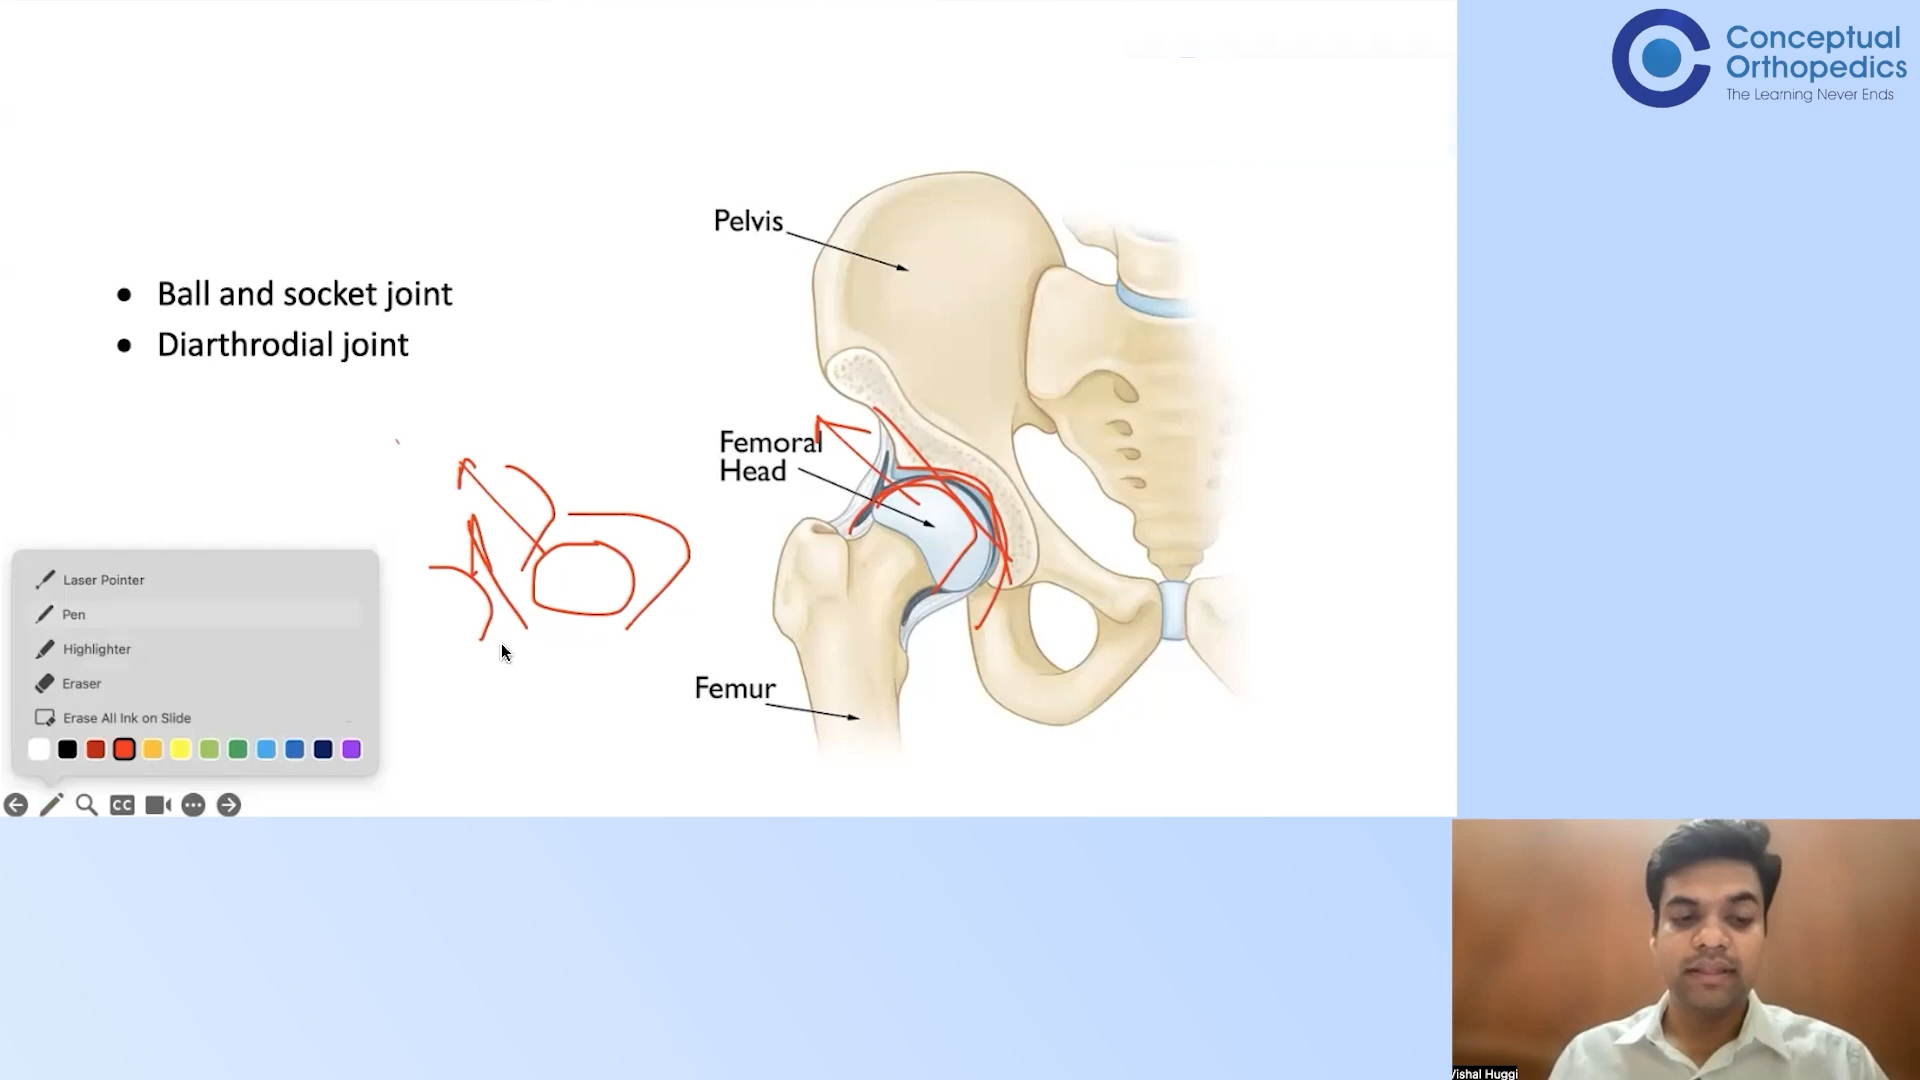 Conceptual
Orthopedics
The Learning Never Ends
Pelvis
● Ball and socket joint
● Diarthrodial joint
Femoral
Head
Laser Pointer
Pen
Highlighter
Eraser
Erase All Ink on Slide
Femur
CC
Vishal Huggi